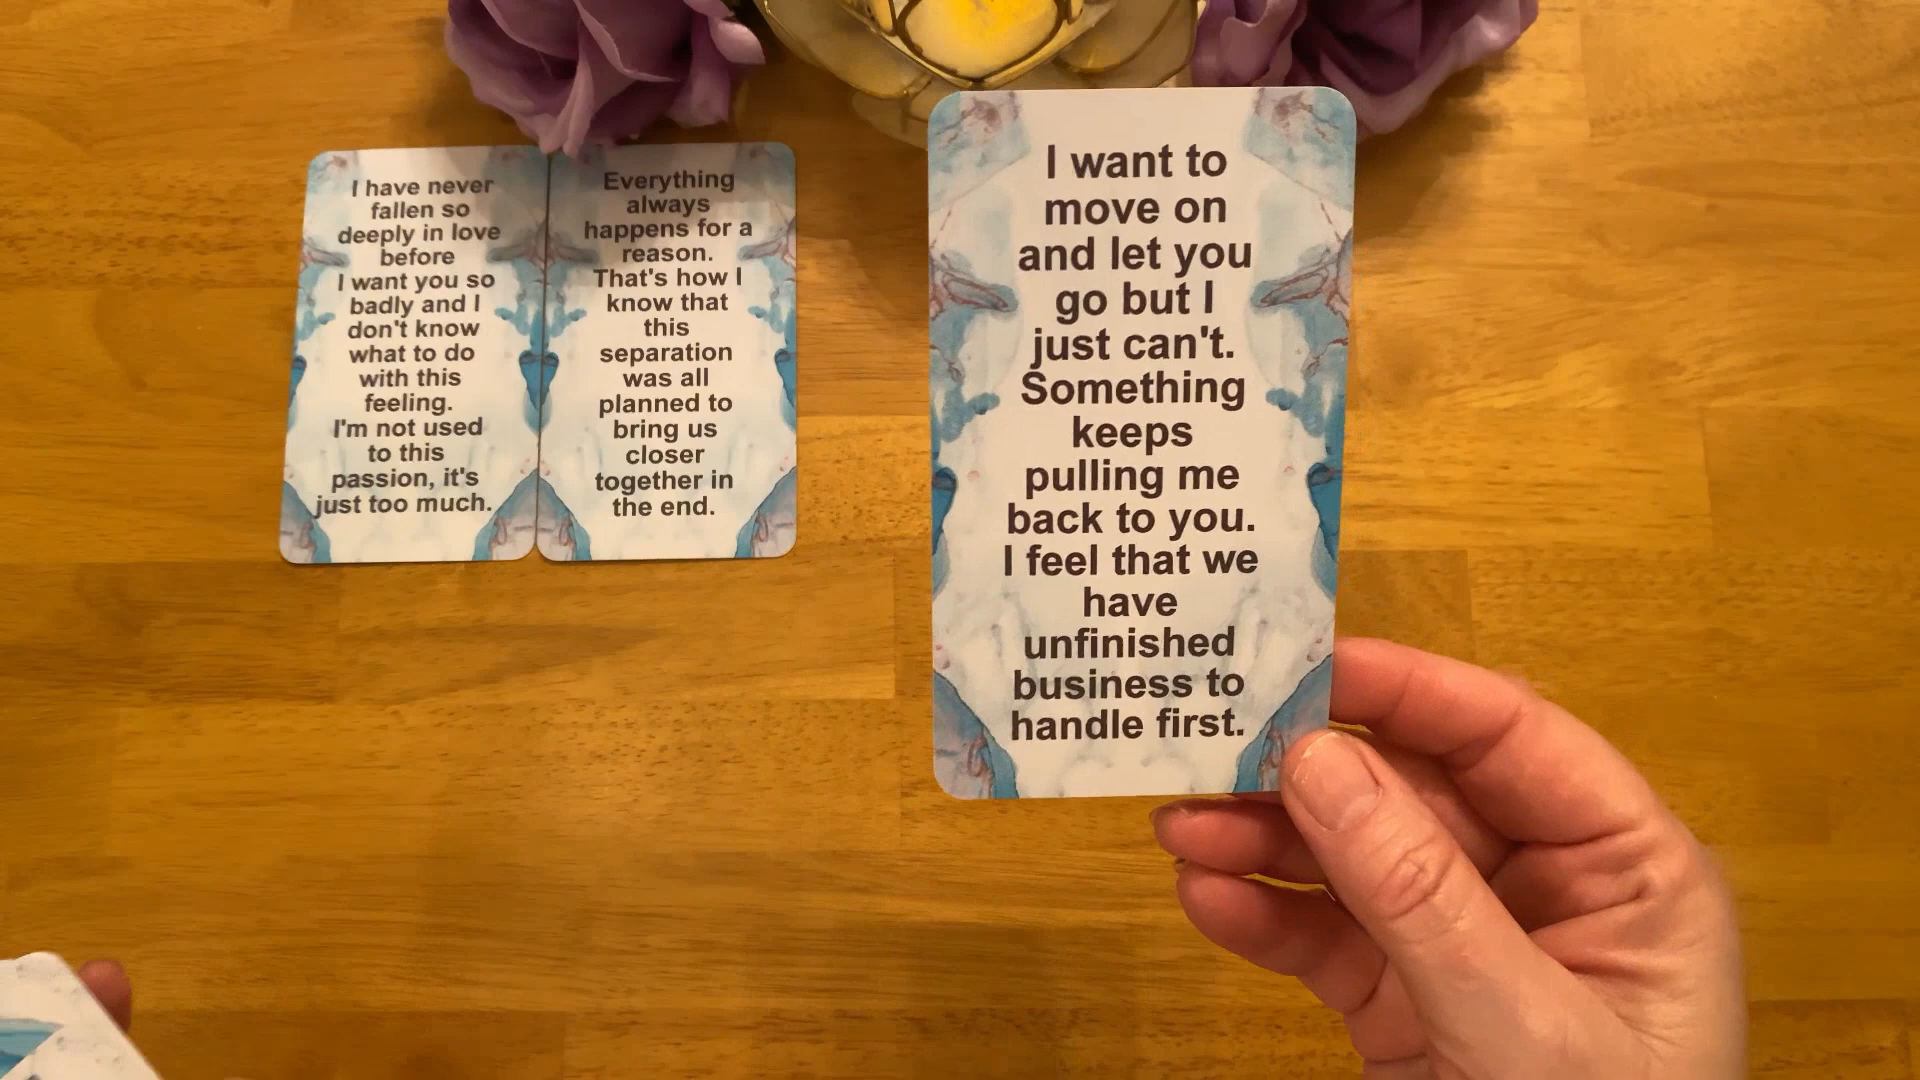 I have never
fallen so
deeply in love
before
I want you so
badly and I
don't know
what to do
with this
feeling.
I'm not used
to this
passion, it's
just too much.
Everything
always
happens for a
reason.
That's how I
know that
this
separation
was all
planned to
bring us
closer
together in
the end.
I want to
move on
and let you
go but I
just can't.
Something
keeps
pulling me
back to you.
I feel that we
have
unfinished
business to
handle first.